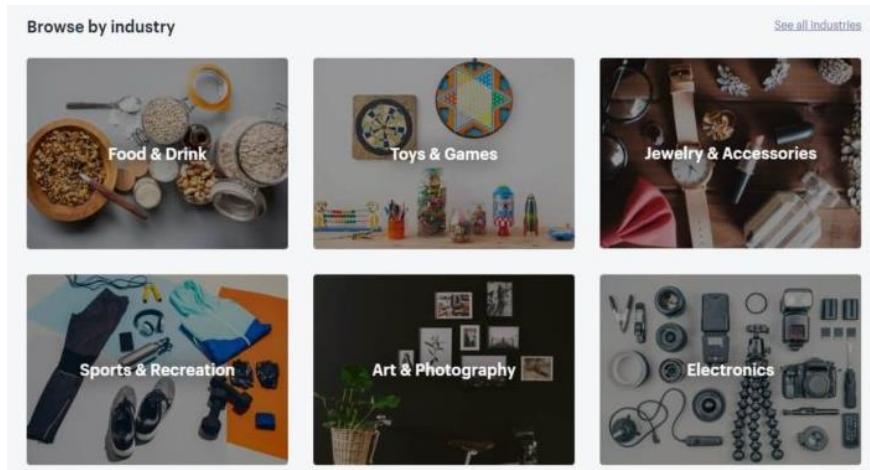 Browse by industry
See all industries
Food & Drink
Toys & Games
Jewelry & Accessories
Sports & Recreation
Art & Photography
Electronics